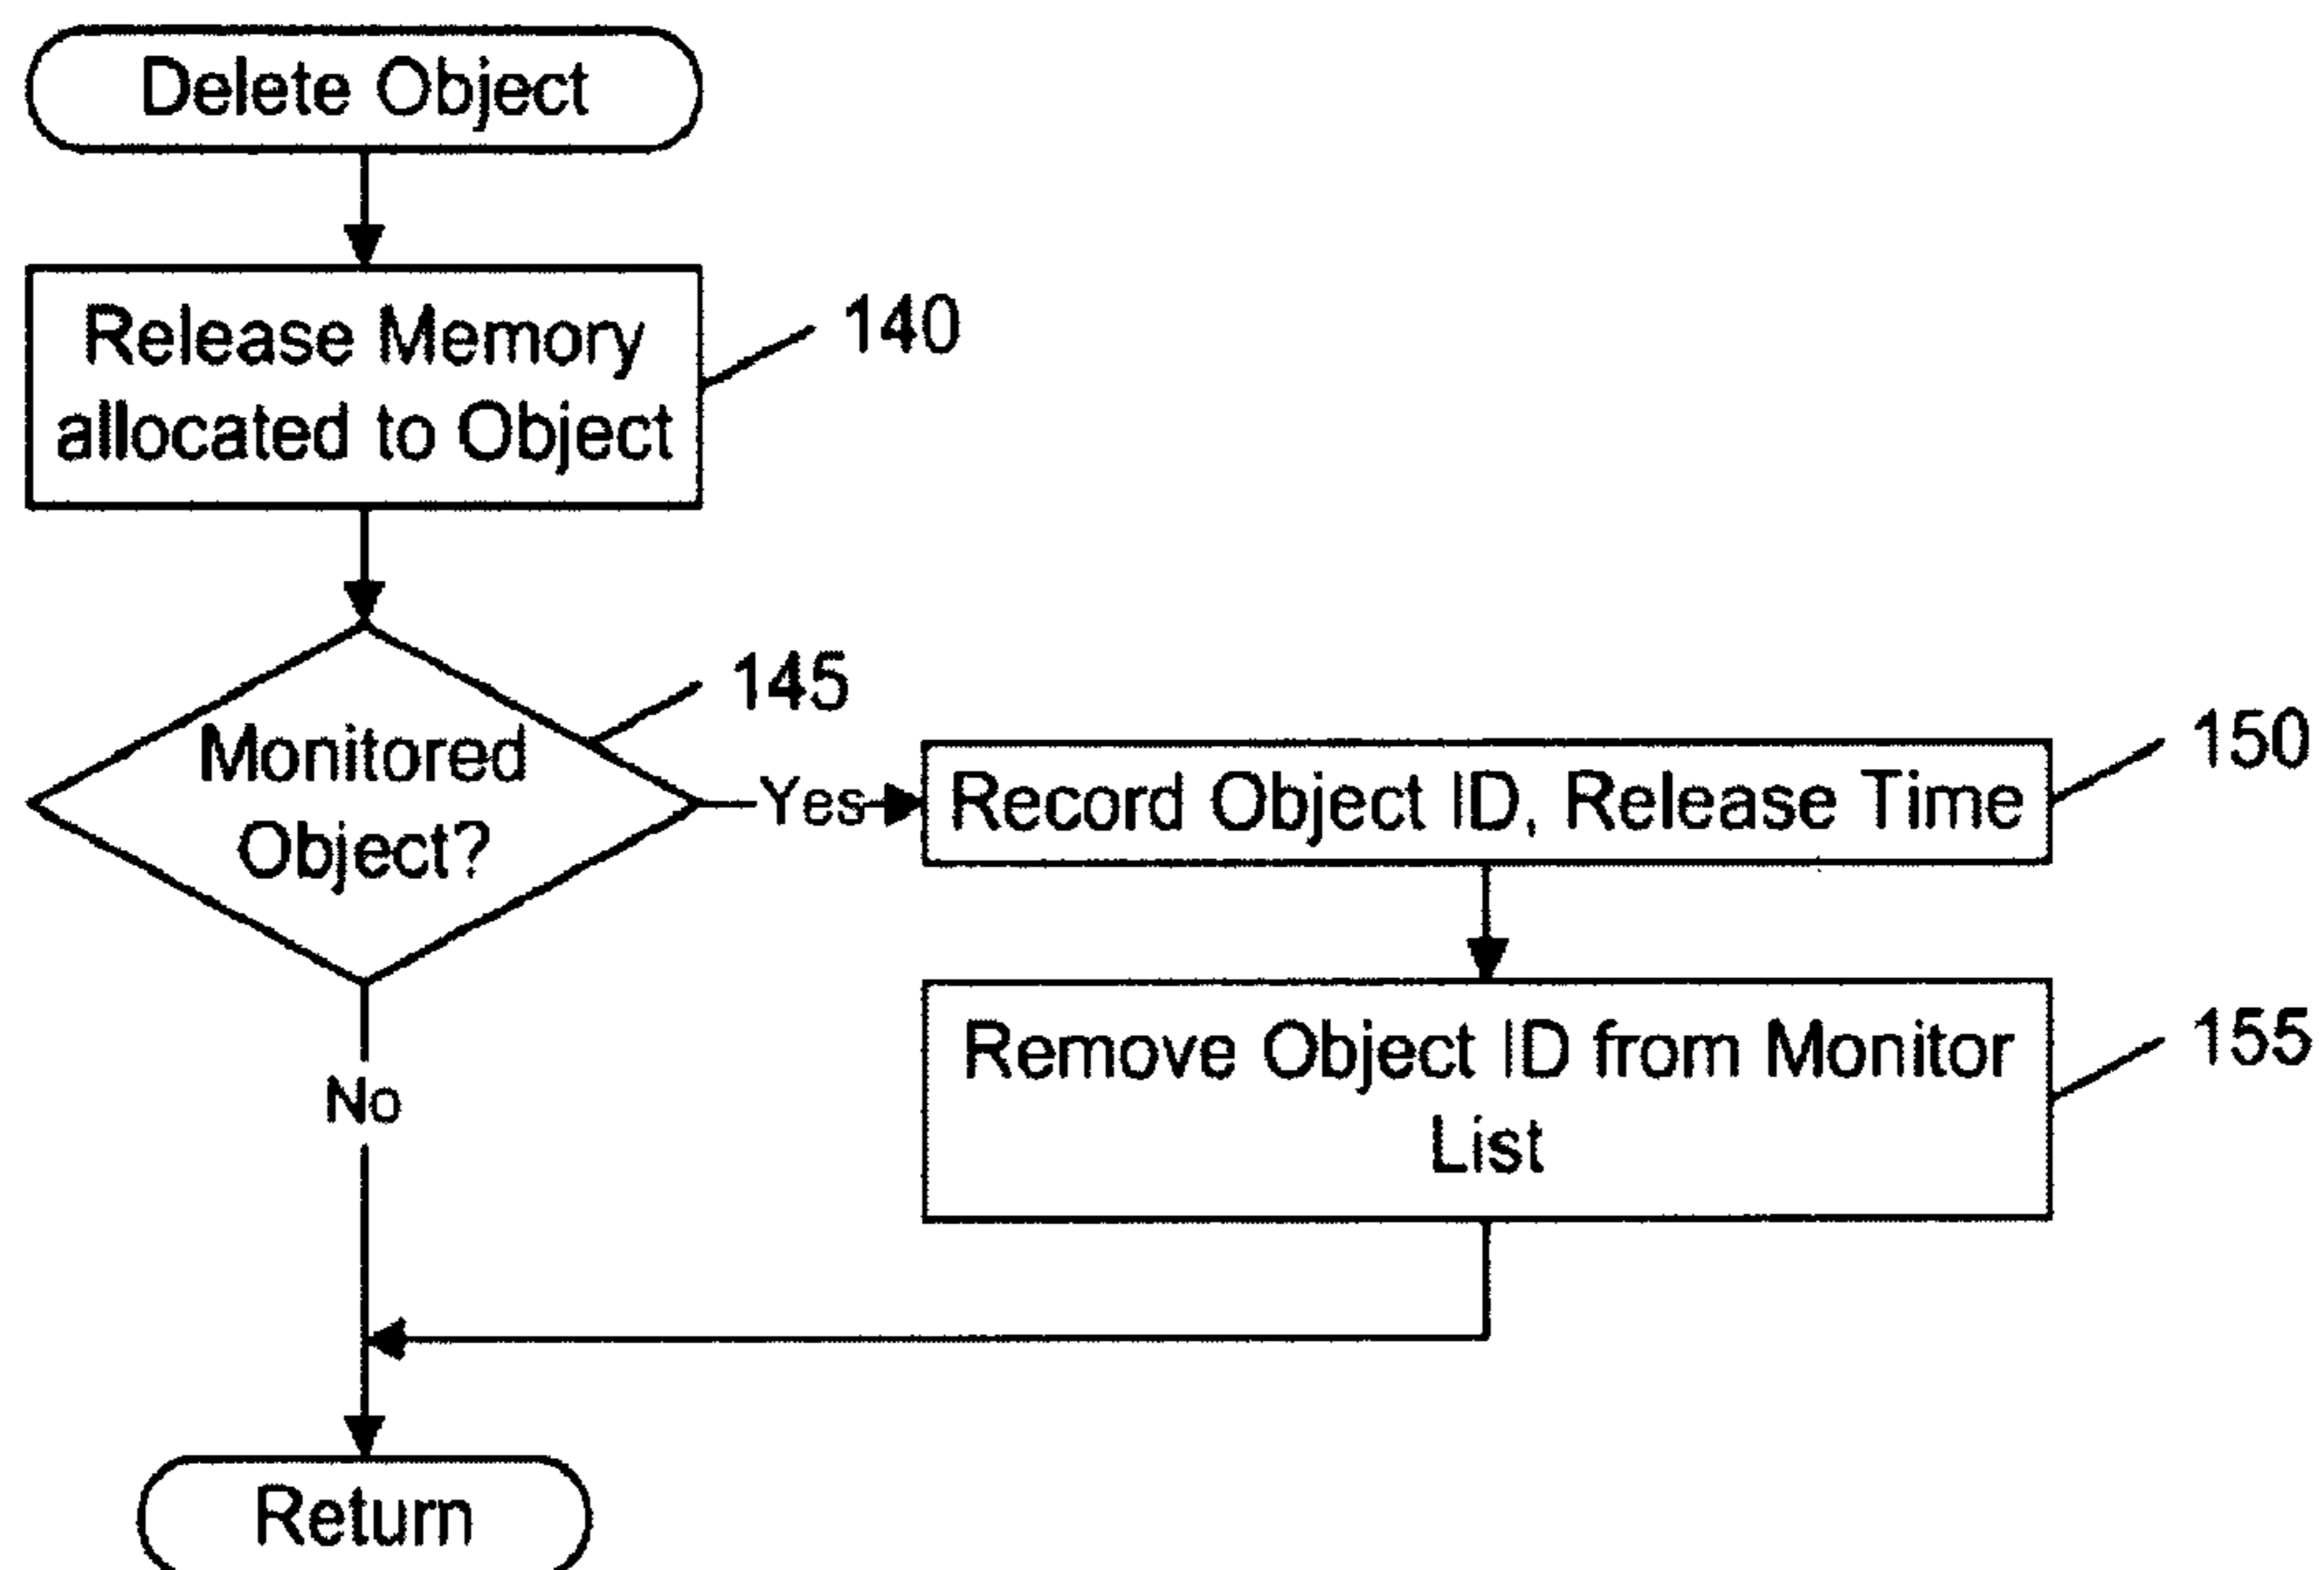 Delete Object
Release Memory
allocated to Object
140
Monitored
Object?
145
Yes
Record Object ID, Release Time
150
Remove Object ID from Monitor
List
155
No
Return